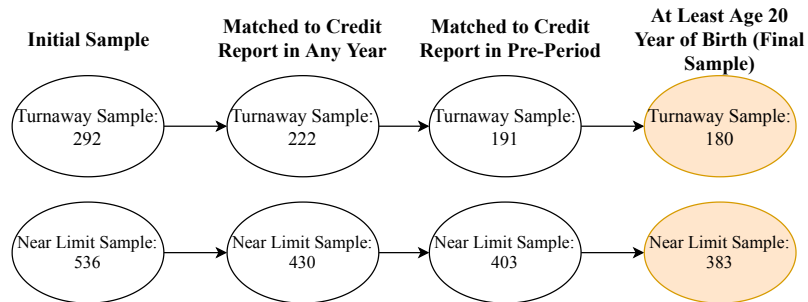 Initial Sample
Matched to Credit
Report in Any Year
Matched to Credit
Report in Pre-Period
At Least Age 20
Year of Birth (Final
Sample)
Turnaway Sample:
292
Turnaway Sample:
222
Turnaway Sample:
191
Turnaway Sample:
180
Near Limit Sample:
536
Near Limit Sample:
430
Near Limit Sample:
403
Near Limit Sample:
383